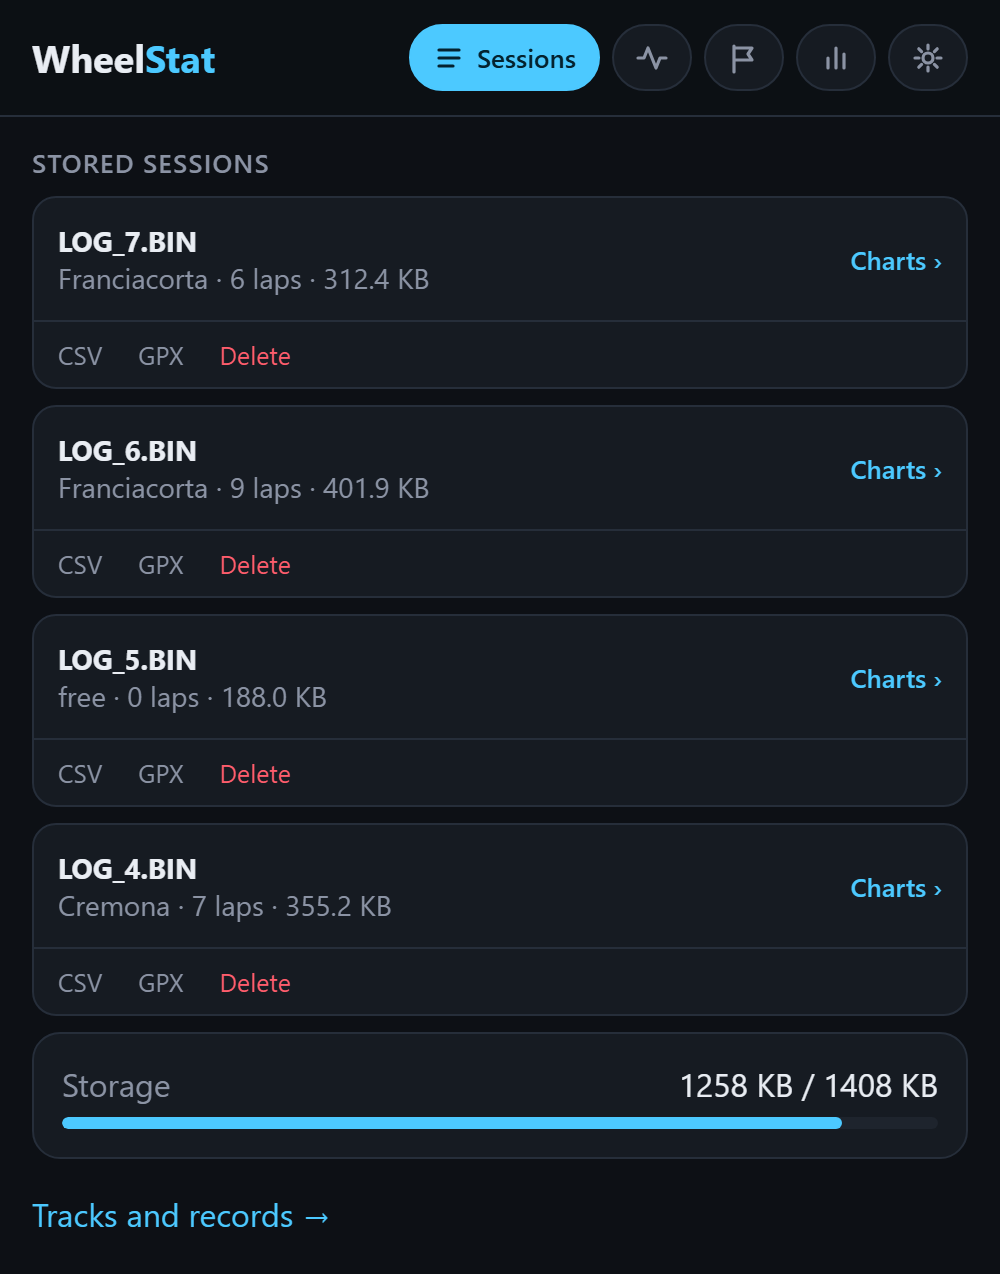 WheelStat
Sessions
STORED SESSIONS
LOG_7.BIN
Franciacorta · 6 laps · 312.4 KB
Charts ›
CSV GPX Delete
LOG_6.BIN
Franciacorta · 9 laps · 401.9 KB
Charts ›
CSV GPX Delete
LOG_5.BIN
free · 0 laps · 188.0 KB
Charts ›
CSV GPX Delete
LOG_4.BIN
Cremona · 7 laps · 355.2 KB
Charts ›
CSV GPX Delete
Storage 1258 KB / 1408 KB
Tracks and records →